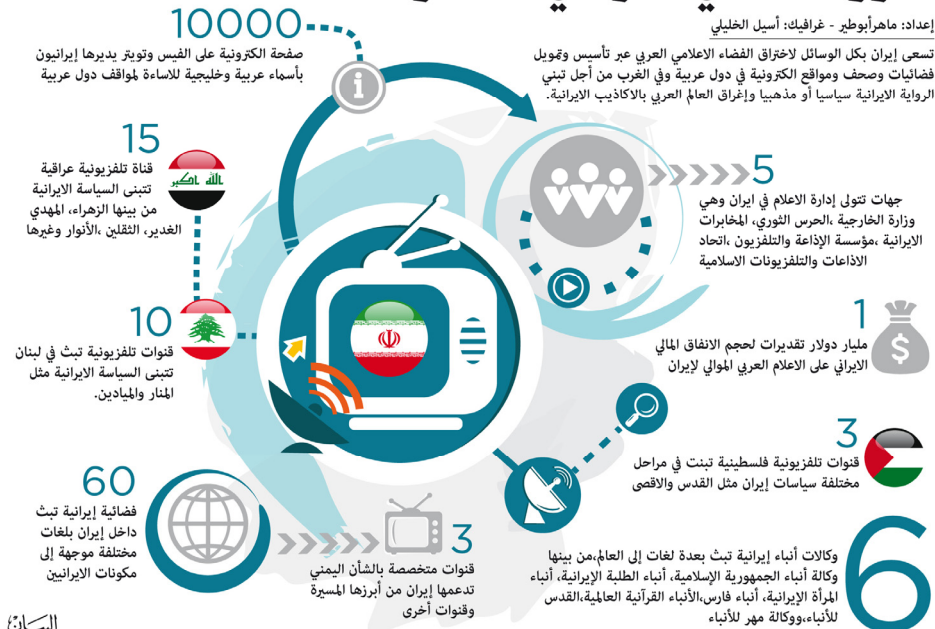 إعداد: ماهرأبوطير - غرافيك: أسيل الخليلي
تسعى إيران بكل الوسائل لاختراق الفضاء الاعلامي العربي عبر تأسيس وتمويل
فضائيات وصحف ومواقع الكترونية في دول عربية وفي الغرب من أجل تبني
الرواية الايرانية سياسيا أو مذهبيا وإغراق العالم العربي بالاكاذيب الايرانية.
10000
صفحة الكترونية على الفيس وتويتر يديرها إيرانيون
بأسماء عربية وخليجية للاساءة لمواقف دول عربية
5
جهات تتولى إدارة الاعلام في ايران وهي
وزارة الخارجية ،الحرس الثوري، المخابرات
الايرانية ،مؤسسة الإذاعة والتلفزيون ،اتحاد
الاذاعات والتلفزيونات الاسلامية
15
قناة تلفزيونية عراقية
تتبنى السياسة الايرانية
من بينها الزهراء، المهدي
الغدير، الثقلين ،الأنوار وغيرها
الله اكبر
1
مليار دولار تقديرات لحجم الانفاق المالي
الايراني على الاعلام العربي الموالي لإيران
$
10
قنوات تلفزيونية تبث في لبنان
تتبنى السياسة الايرانية مثل
المنار والميادين.
3
قنوات تلفزيونية فلسطينية تبنت في مراحل
مختلفة سياسات إيران مثل القدس والاقصى
60
فضائية إيرانية تبث
داخل إيران بلغات
مختلفة موجهة إلى
مكونات الايرانيين
3
قنوات متخصصة بالشأن اليمني
تدعمها إيران من أبرزها المسيرة
وقنوات أخرى
6
وكالات أنباء إيرانية تبث بعدة لغات إلى العالم،من بينها
وكالة أنباء الجمهورية الإسلامية، أنباء الطلبة الإيرانية، أنباء
المرأة الإيرانية، أنباء فارس،الأنباء القرآنية العالمية،القدس
للأنباء،ووكالة مهر للأنباء
البيان